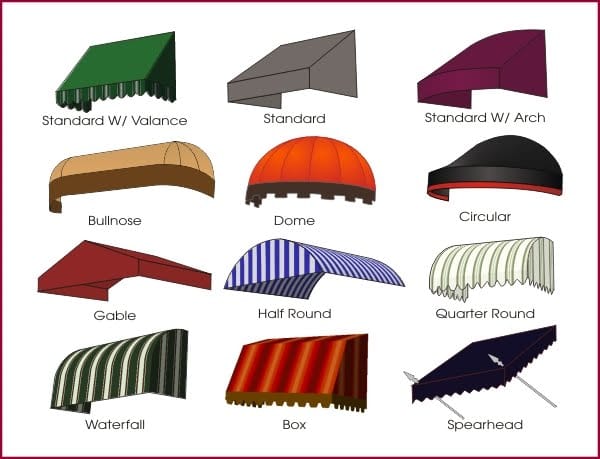 Standard W/ Valance
Standard
Standard W/ Arch
Bullnose
Dome
Circular
Gable
Half Round
Quarter Round
Waterfall
Box
Spearhead